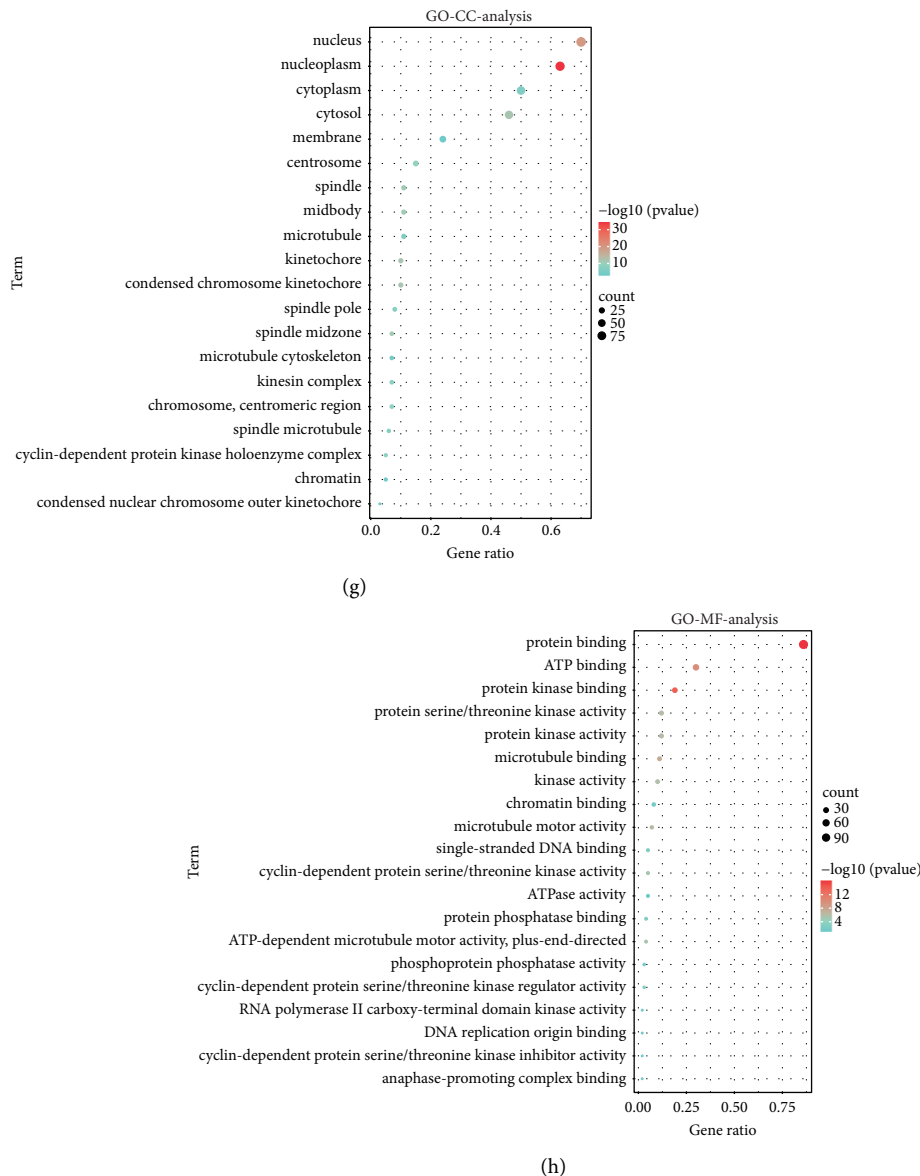 GO-CC-analysis
nucleus
nucleoplasm
cytoplasm
cytosol
membrane
centrosome
spindle
midbody
microtubule
kinetochore
condensed chromosome kinetochore
spindle pole
spindle midzone
microtubule cytoskeleton
kinesin complex
chromosome, centromeric region
spindle microtubule
cyclin-dependent protein kinase holoenzyme complex
chromatin
condensed nuclear chromosome outer kinetochore
Term
0.0 0.2 0.4 0.6
Gene ratio
−log10 (pvalue)
30
20
10
count
25
50
75
(g)
GO-MF-analysis
protein binding
ATP binding
protein kinase binding
protein serine/threonine kinase activity
protein kinase activity
microtubule binding
kinase activity
chromatin binding
microtubule motor activity
single-stranded DNA binding
cyclin-dependent protein serine/threonine kinase activity
ATPase activity
protein phosphatase binding
ATP-dependent microtubule motor activity, plus-end-directed
phosphoprotein phosphatase activity
cyclin-dependent protein serine/threonine kinase regulator activity
RNA polymerase II carboxy-terminal domain kinase activity
DNA replication origin binding
cyclin-dependent protein serine/threonine kinase inhibitor activity
anaphase-promoting complex binding
Term
0.00 0.25 0.50 0.75
Gene ratio
count
30
60
90
−log10 (pvalue)
12
8
4
(h)